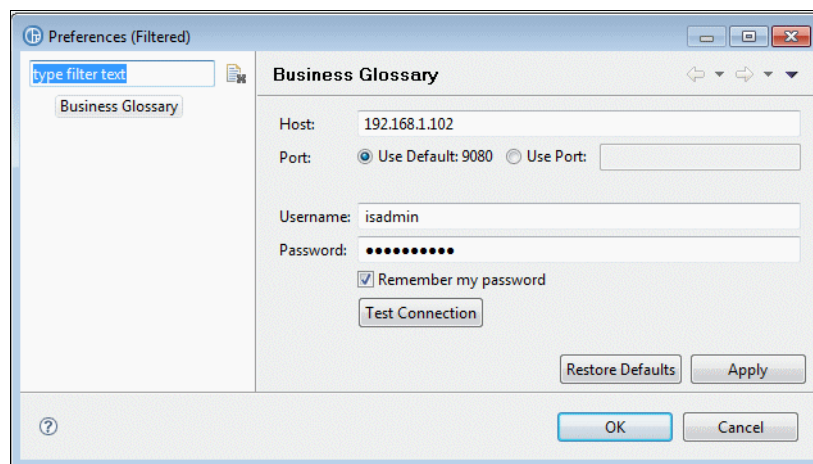 Preferences (Filtered)
type filter text
Business Glossary
Business Glossary
Host: 192.168.1.102
Port: Use Default: 9080 Use Port:
Username: isadmin
Password: ●●●●●●●●●●
Remember my password
Test Connection
Restore Defaults Apply
? OK Cancel